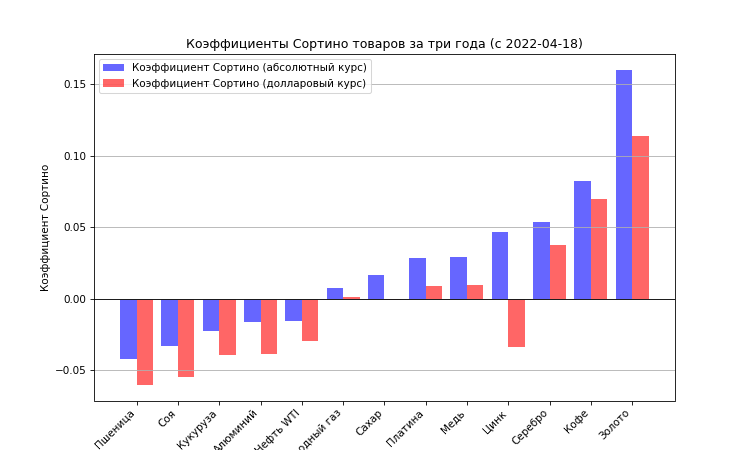 Коэффициенты Сортино товаров за три года (с 2022-04-18)
Коэффициент Сортино (абсолютный курс)
Коэффициент Сортино (долларовый курс)
Коэффициент Сортино
0.15
0.10
0.05
0.00
−0.05
Пшеница
Соя
Кукуруза
Алюминий
Нефть WTI
одный газ
Сахар
Платина
Медь
Цинк
Серебро
Кофе
Золото